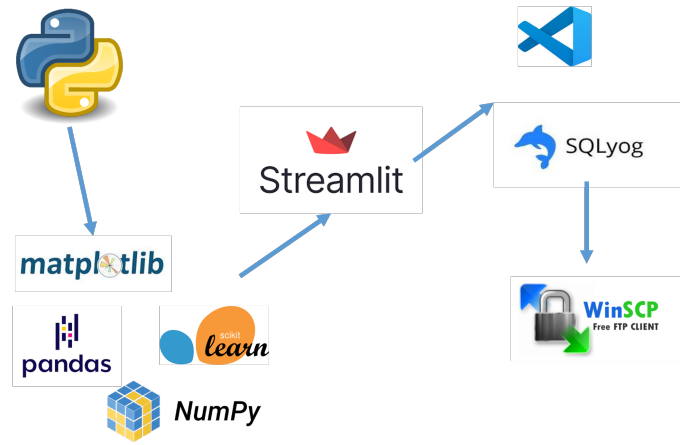 SQLyog
Streamlit
matplotlib
WinSCP
Free FTP CLIENT
scikit
learn
pandas
NumPy